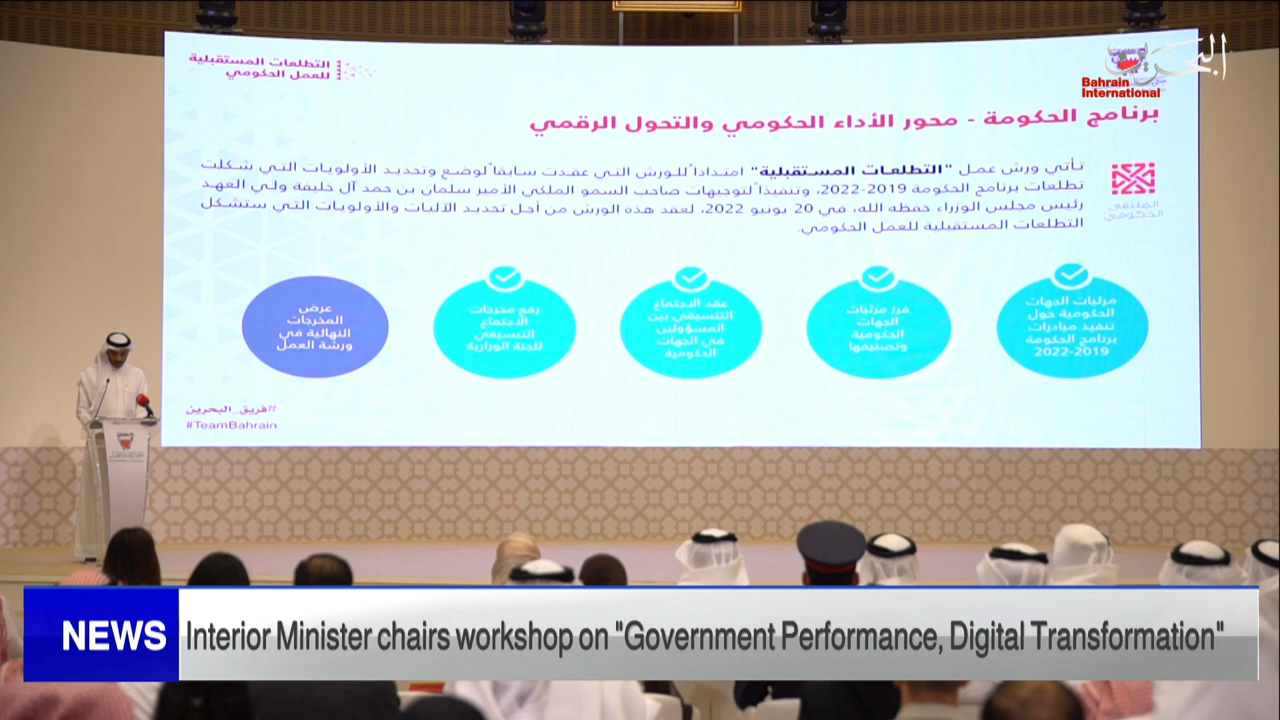 التطلعات المستقبلية
للعمل الحكومي
البحرين
Bahrain
International
برنامج الحكومة - محور الأداء الحكومي والتحول الرقمي
تأتي ورش عمل "التطلعات المستقبلية" امتداداً للورش التي عقدت سابقاً لوضع وتحديد الأولويات التي شكلت
تطلعات برنامج الحكومة 2019-2022، وتنفيذاً لتوجيهات صاحب السمو الملكي الأمير سلمان بن حمد آل خليفة ولي العهد
رئيس مجلس الوزراء حفظه الله، في 20 يونيو 2022، لعقد هذه الورش من أجل تحديد الآليات والأولويات التي ستشكل
التطلعات المستقبلية للعمل الحكومي.
الملتقى
الحكومي
مرئيات الجهات
الحكومية حول
تنفيذ مبادرات
برنامج الحكومة
2022-2019
فرز مرئيات
الجهات
الحكومية
وتصنيفها
عقد الاجتماع
التنسيقي بين
المسؤولين
في الجهات
الحكومية
رفع مخرجات
الاجتماع
التنسيقي
للجنة الوزارية
عرض
المخرجات
النهائية في
ورشة العمل
#فريق_البحرين
#TeamBahrain
NEWS
Interior Minister chairs workshop on "Government Performance, Digital Transformation"